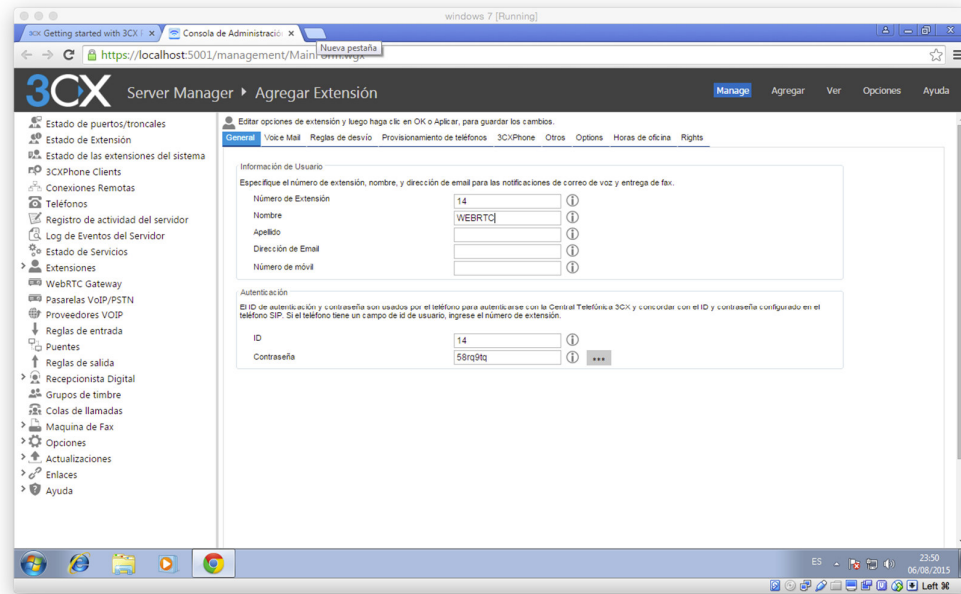 windows 7 [Running]
3CX Getting started with 3CX
Consola de Administració
Nueva pestaña
https://localhost:5001/management/MainForm.wgx
3CX Server Manager Agregar Extensión
Manage Agregar Ver Opciones Ayuda
Editar opciones de extensión y luego haga clic en OK o Aplicar, para guardar los cambios.
General Voice Mail Reglas de desvío Provisionamiento de teléfonos 3CXPhone Otros Options Horas de oficina Rights
Estado de puertos/troncales
Estado de Extensión
Estado de las extensiones del sistema
3CXPhone Clients
Conexiones Remotas
Teléfonos
Registro de actividad del servidor
Log de Eventos del Servidor
Estado de Servicios
Extensiones
WebRTC Gateway
Pasarelas VoIP/PSTN
Proveedores VOIP
Reglas de entrada
Puentes
Reglas de salida
Recepcionista Digital
Grupos de timbre
Colas de llamadas
Maquina de Fax
Opciones
Actualizaciones
Enlaces
Ayuda
Información de Usuario
Especifique el número de extensión, nombre, y dirección de email para las notificaciones de correo de voz y entrega de fax.
Número de Extensión 14
Nombre WEBRTC
Apellido
Dirección de Email
Número de móvil
Autenticación
El ID de autenticación y contraseña son usados por el teléfono para autenticarse con la Central Telefónica 3CX y concordar con el ID y contraseña configurado en el
teléfono SIP. Si el teléfono tiene un campo de id de usuario, ingrese el número de extensión.
ID 14
Contraseña 58rq9tq
ES
23:50
06/08/2015
Left ⌘